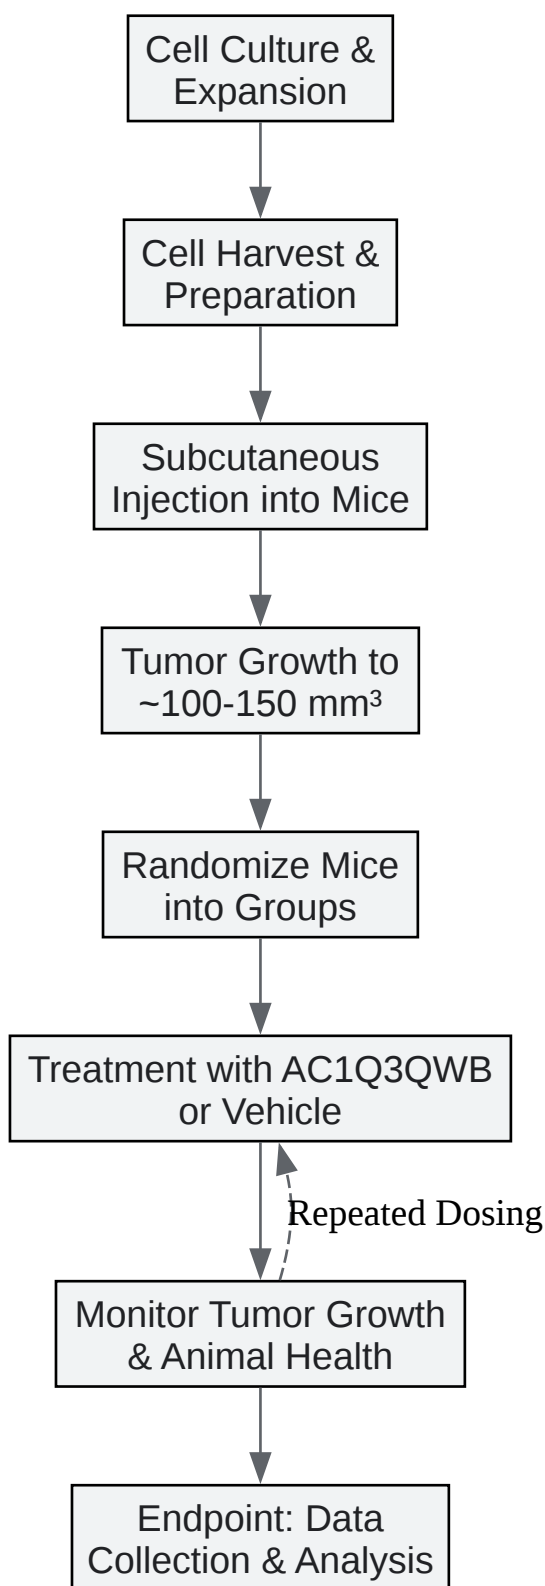 Cell Culture &
Expansion
Cell Harvest &
Preparation
Subcutaneous
Injection into Mice
Tumor Growth to
~100-150 mm³
Randomize Mice
into Groups
Treatment with AC1Q3QWB
or Vehicle
Repeated Dosing
Monitor Tumor Growth
& Animal Health
Endpoint: Data
Collection & Analysis